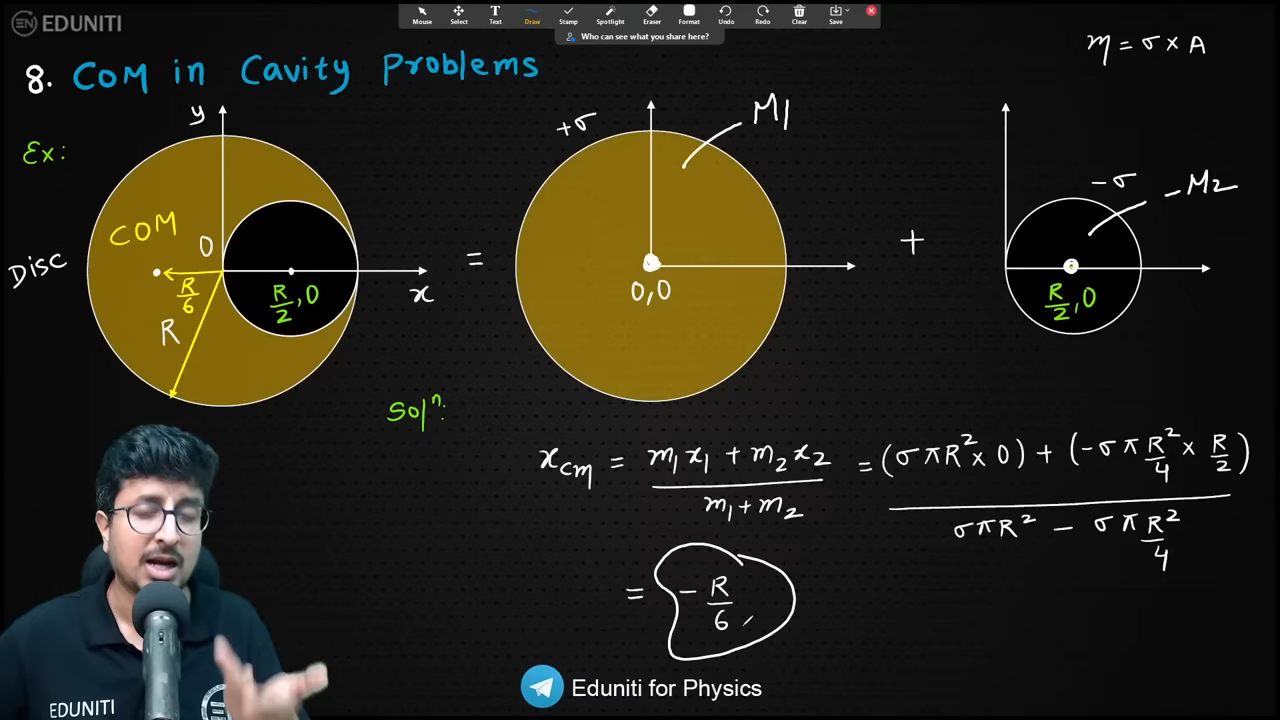 EDUNITI
Mouse Select Text Draw Stamp Spotlight Eraser Format Undo Redo Clear Save
Who can see what you share here?
m = σ × A
8. COM in Cavity Problems
Ex:
y
COM
O
Disc
R/6
R
R/2, 0
x
=
+σ
M1
0,0
+
-σ
-M2
R/2, 0
Solⁿ:
x_cm = (m₁x₁ + m₂x₂)/(m₁ + m₂) = ((σπR² × 0) + (-σπ R²/4 × R/2))/(σπR² - σπ R²/4)
= -R/6
EDUNITI
Eduniti for Physics